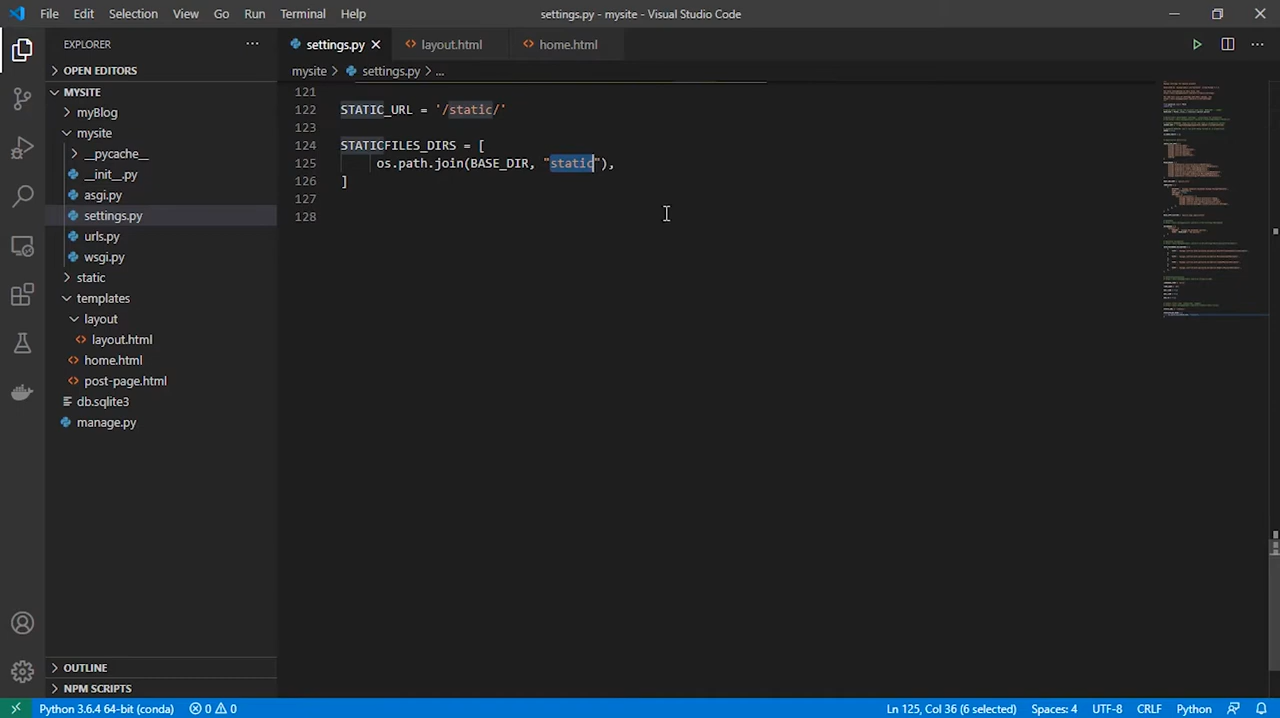 File Edit Selection View Go Run Terminal Help settings.py - mysite - Visual Studio Code
EXPLORER
settings.py
layout.html
home.html
OPEN EDITORS
mysite > settings.py > ...
MYSITE
myBlog
mysite
__pycache__
__init__.py
asgi.py
settings.py
urls.py
wsgi.py
static
templates
layout
layout.html
home.html
post-page.html
db.sqlite3
manage.py
121
122 STATIC_URL = '/static/'
123
124 STATICFILES_DIRS = [
125 os.path.join(BASE_DIR, "static"),
126 ]
127
128
OUTLINE
NPM SCRIPTS
Python 3.6.4 64-bit (conda) 0 0 Ln 125, Col 36 (6 selected) Spaces: 4 UTF-8 CRLF Python